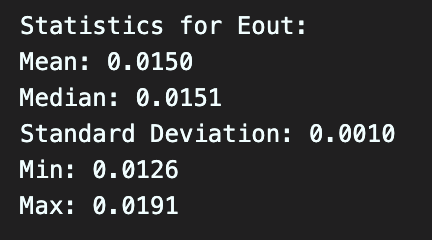 Statistics for Eout:
Mean: 0.0150
Median: 0.0151
Standard Deviation: 0.0010
Min: 0.0126
Max: 0.0191